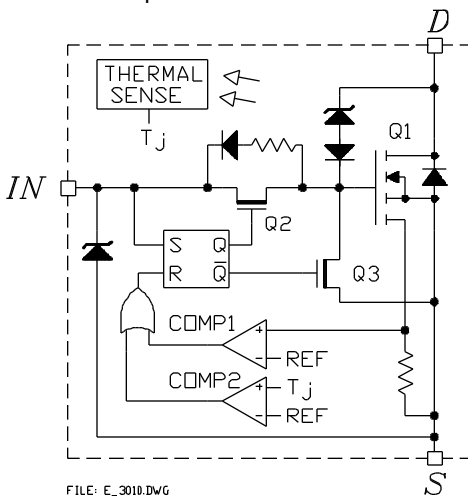 D
THERMAL
SENSE
Tj
Q1
IN
Q2
S Q
R Q̅
Q3
COMP1
+
- REF
COMP2
+ Tj
- REF
S
FILE: E_3010.DWG